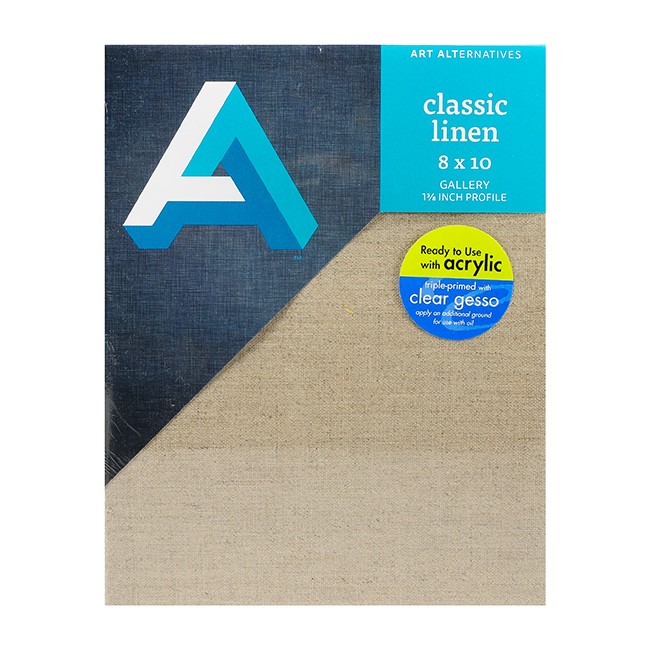 ART ALTERNATIVES
classic
linen
8 x 10
GALLERY
1⅜ INCH PROFILE
A
TM
Ready to Use
with acrylic
triple-primed with
clear gesso
apply an additional ground
for use with oil